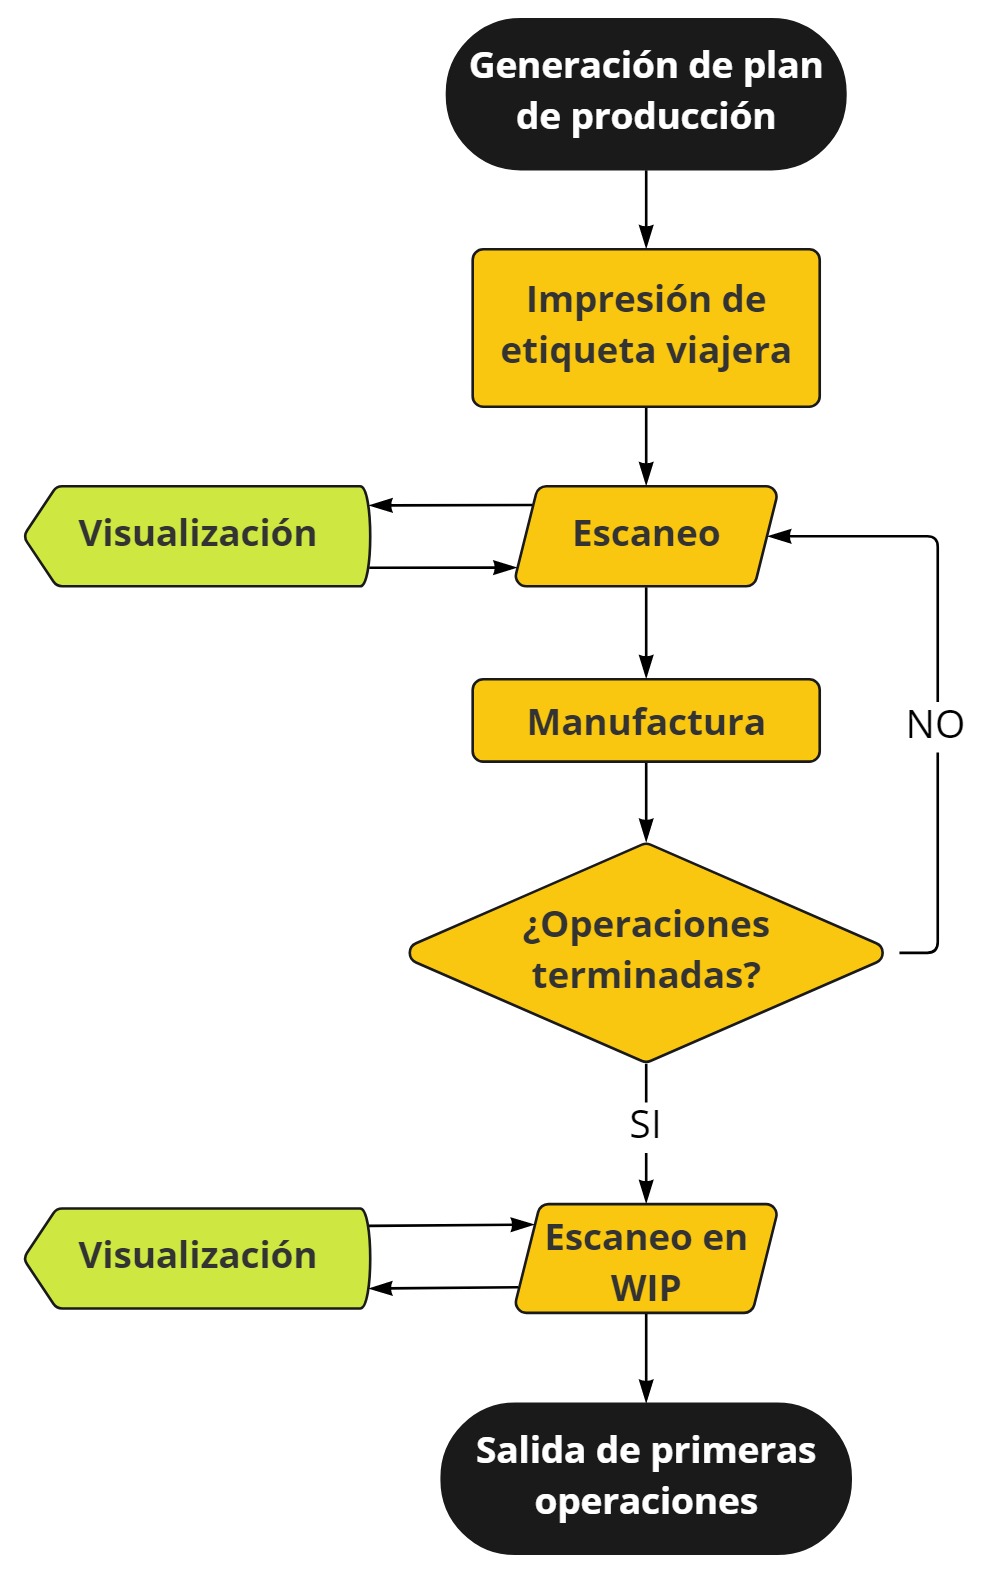 Generación de plan
de producción
Impresión de
etiqueta viajera
Visualización
Escaneo
Manufactura
NO
¿Operaciones
terminadas?
SI
Visualización
Escaneo en
WIP
Salida de primeras
operaciones